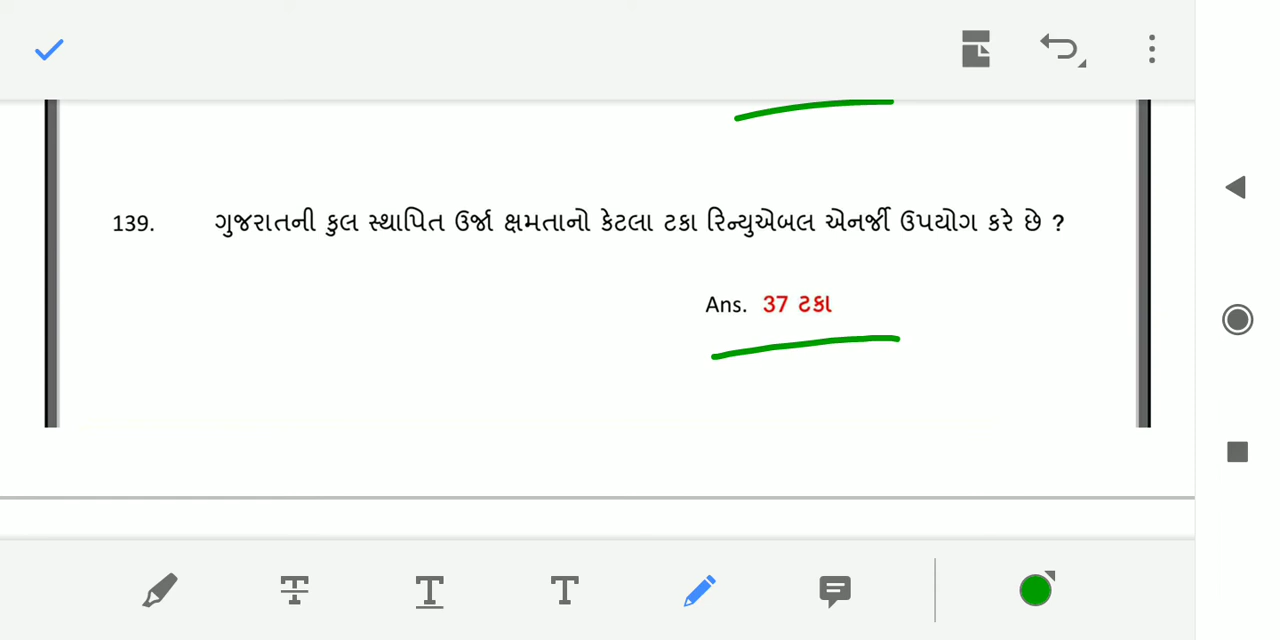 139. ગુજરાતની કુલ સ્થાપિત ઉર્જા ક્ષમતાનો કેટલા ટકા રિન્યુએબલ એનર્જી ઉપયોગ કરે છે ?
Ans. 37 ટકા